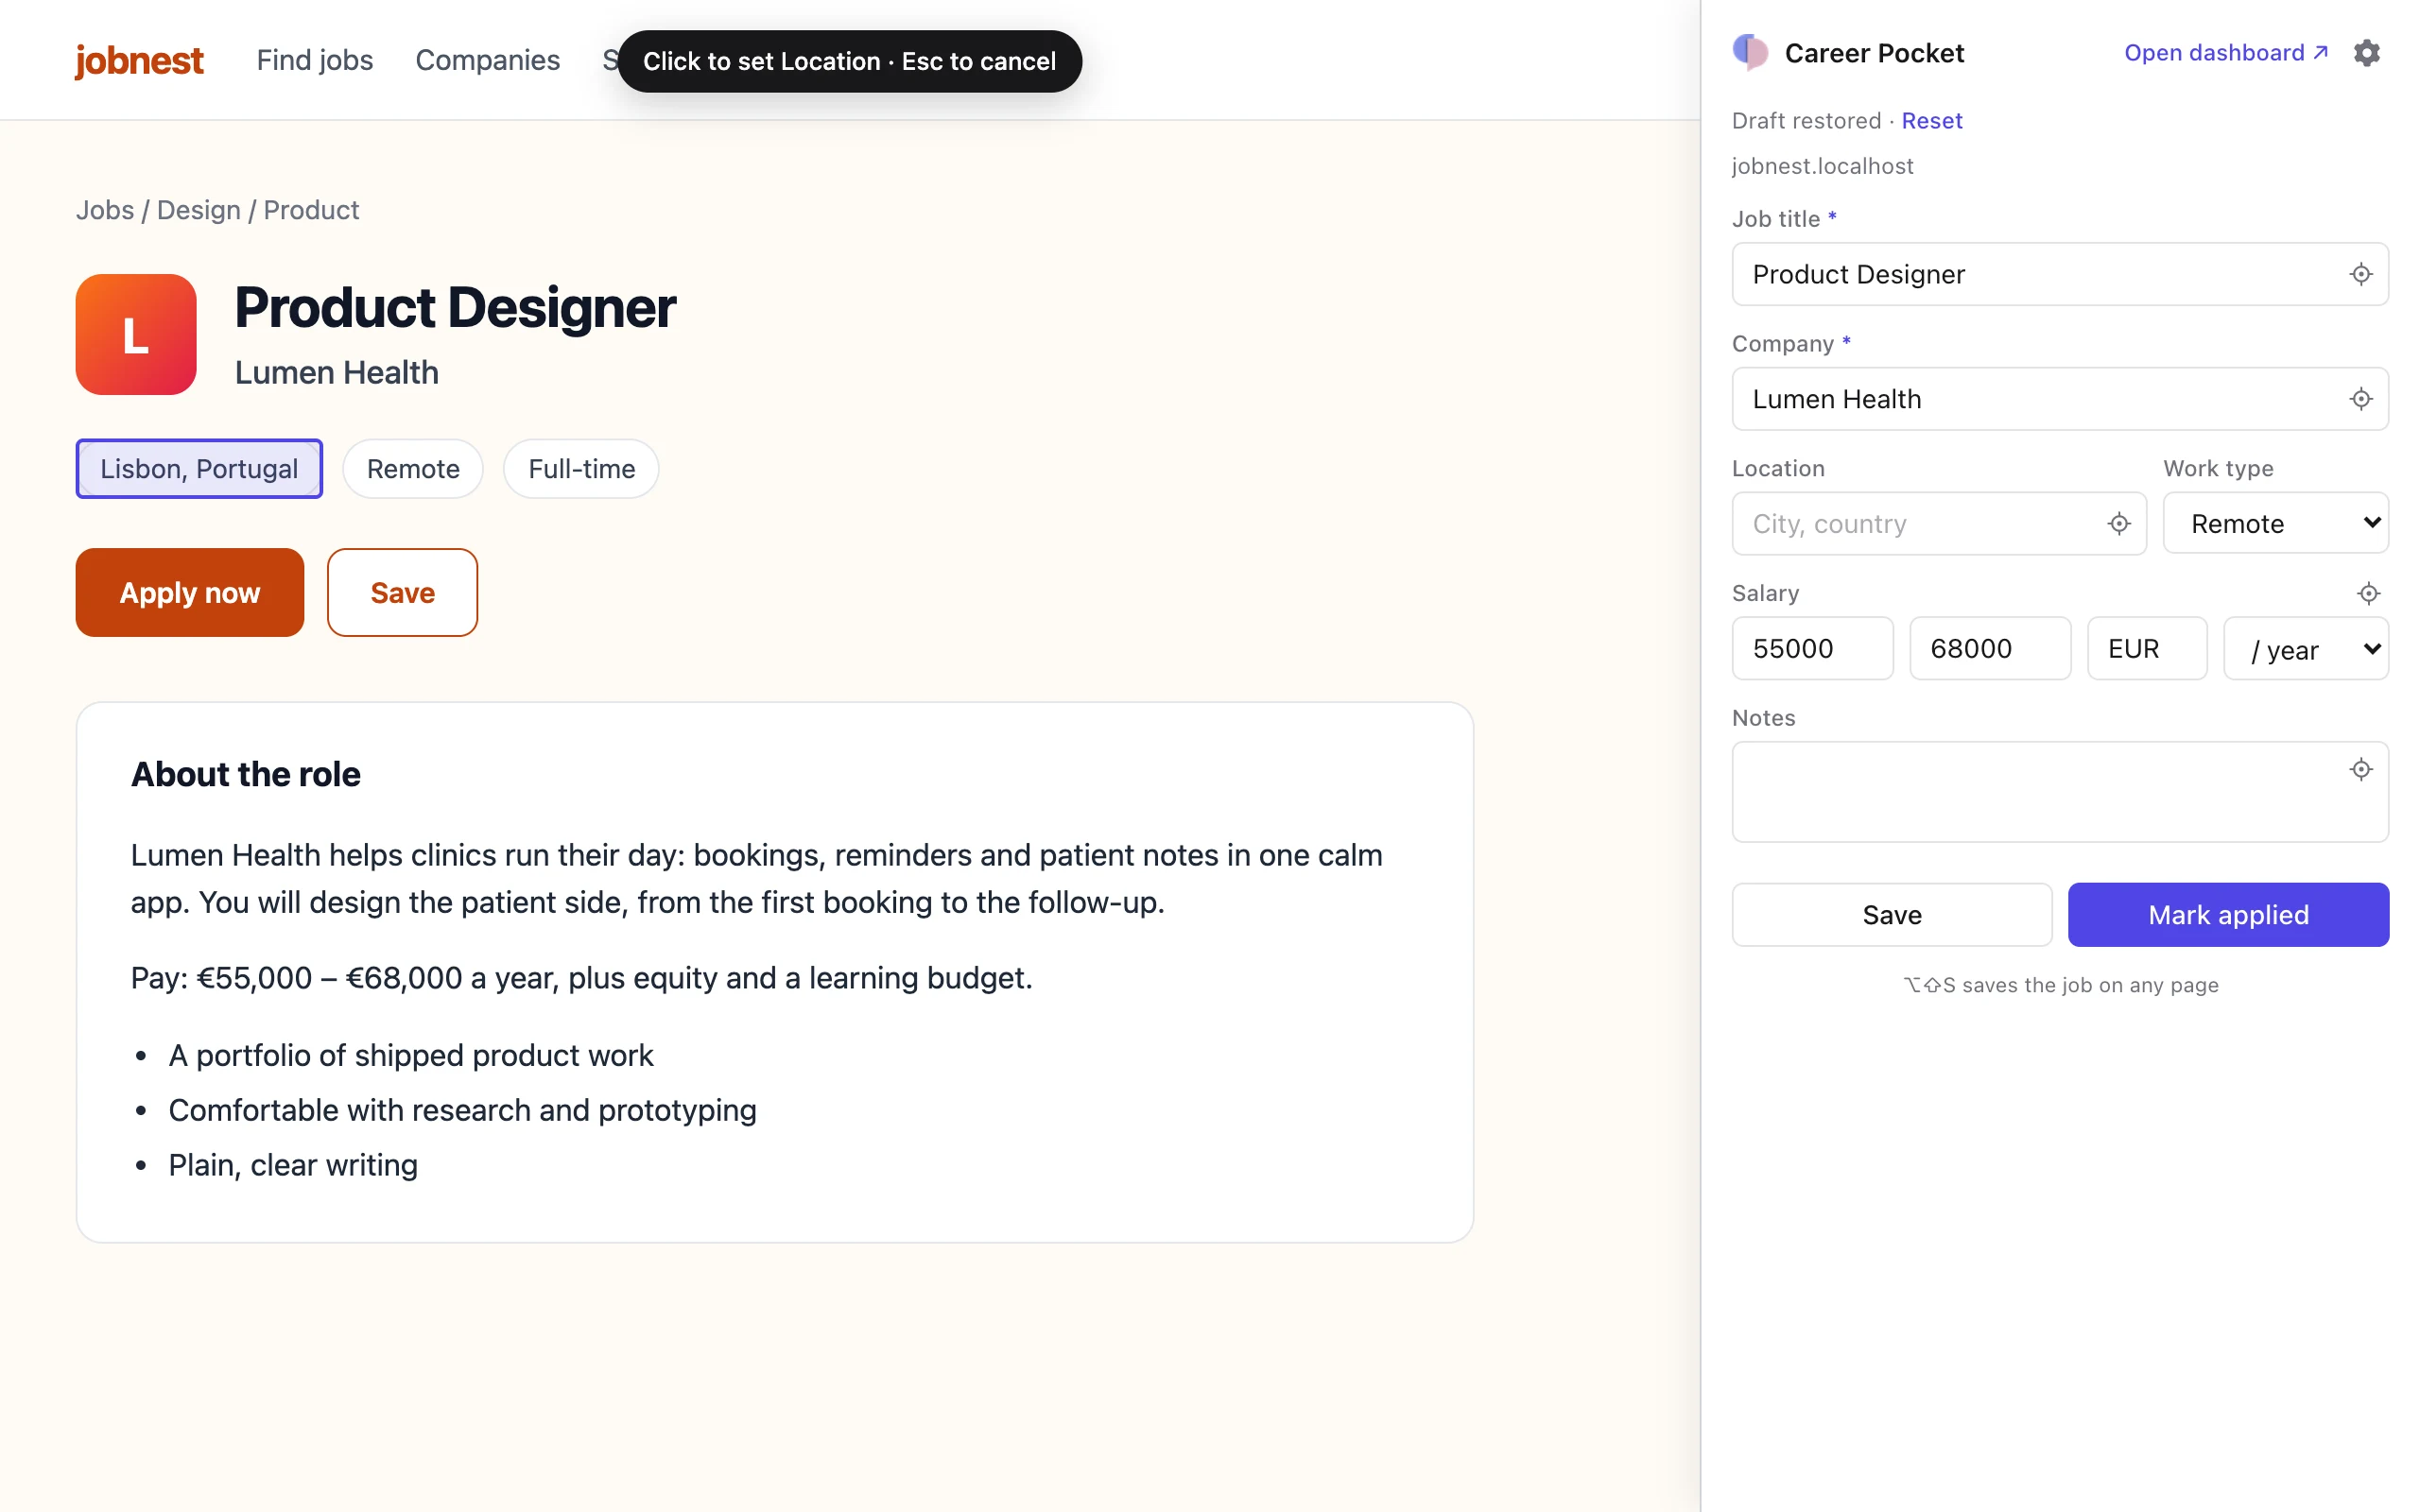 jobnest
Find jobs
Companies
S
Click to set Location · Esc to cancel
Jobs / Design / Product
L
Product Designer
Lumen Health
Lisbon, Portugal
Remote
Full-time
Apply now
Save
About the role
Lumen Health helps clinics run their day: bookings, reminders and patient notes in one calm
app. You will design the patient side, from the first booking to the follow-up.
Pay: €55,000 – €68,000 a year, plus equity and a learning budget.
• A portfolio of shipped product work
• Comfortable with research and prototyping
• Plain, clear writing
Career Pocket
Open dashboard ↗
Draft restored · Reset
jobnest.localhost
Job title *
Product Designer
Company *
Lumen Health
Location
City, country
Work type
Remote
Salary
55000
68000
EUR
/ year
Notes
Save
Mark applied
⌥⇧S saves the job on any page